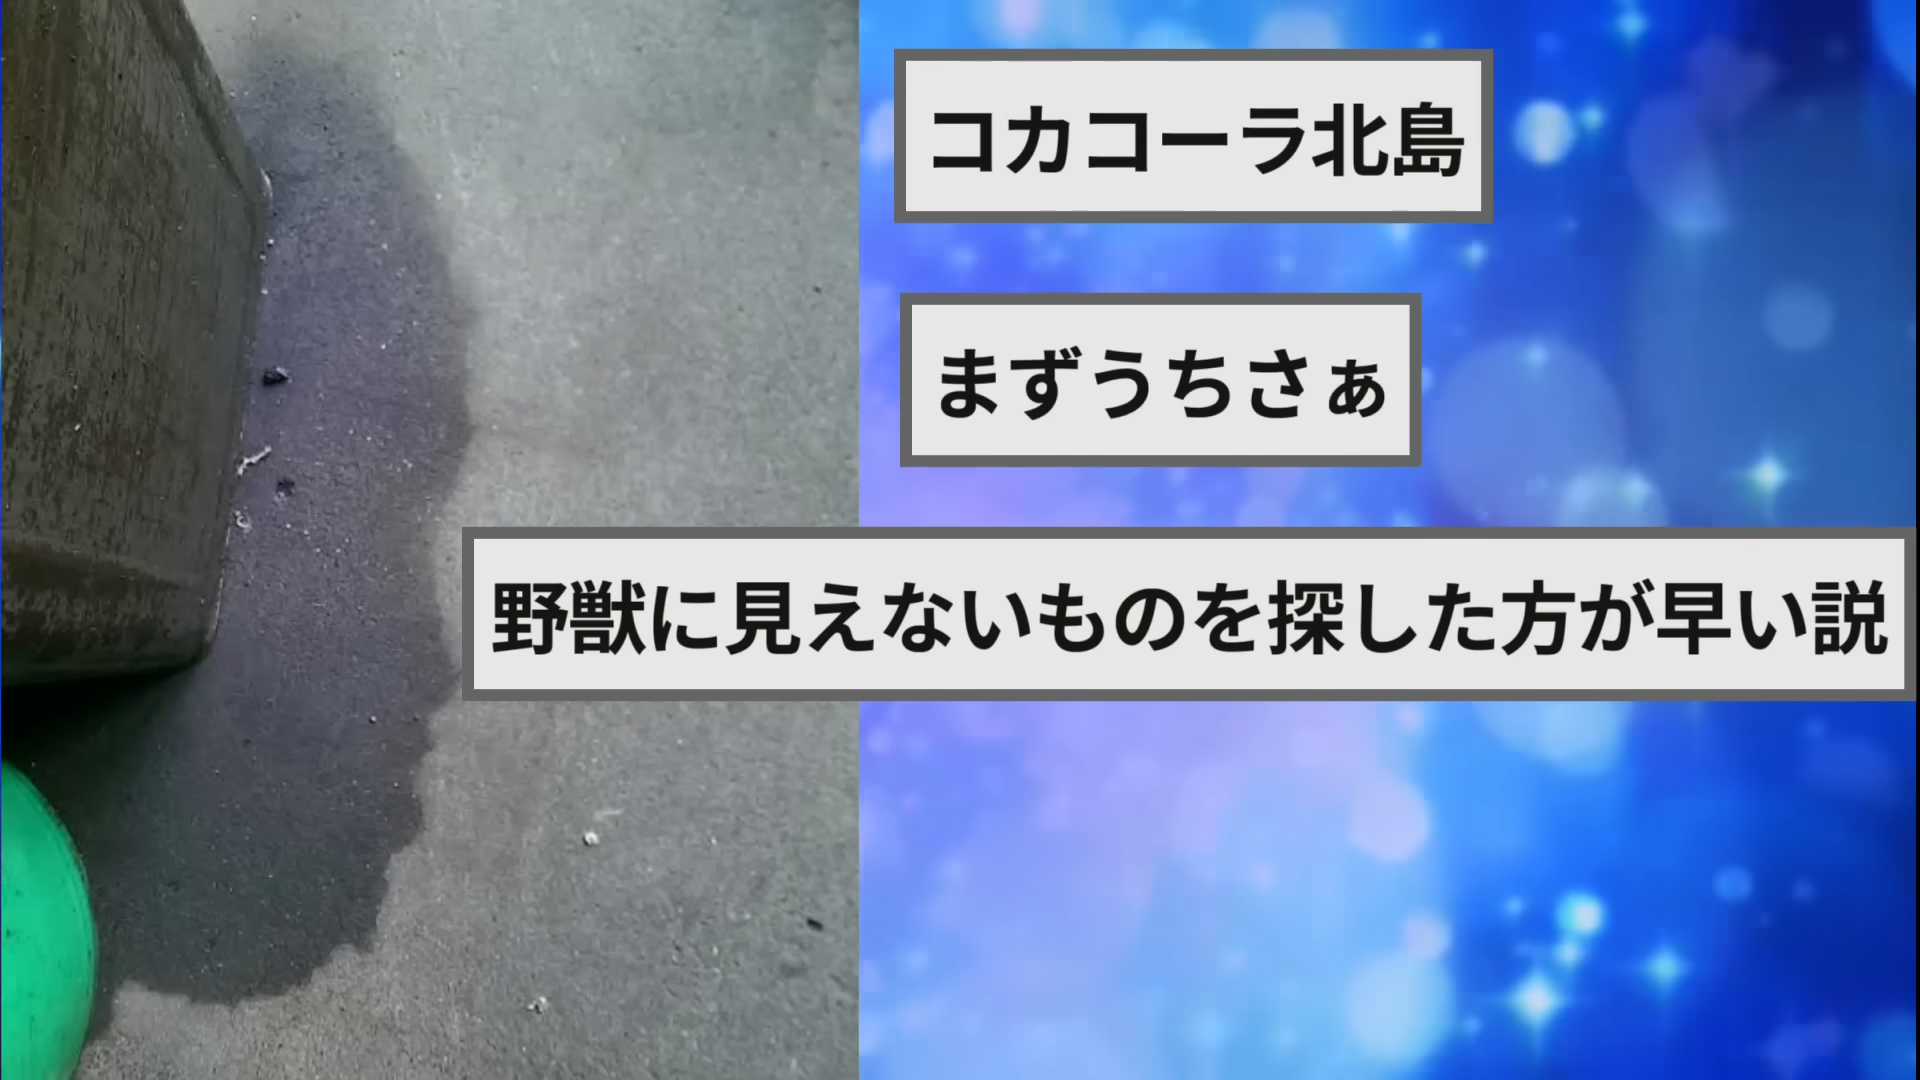 コカコーラ北島
まずうちさぁ
野獣に見えないものを探した方が早い説